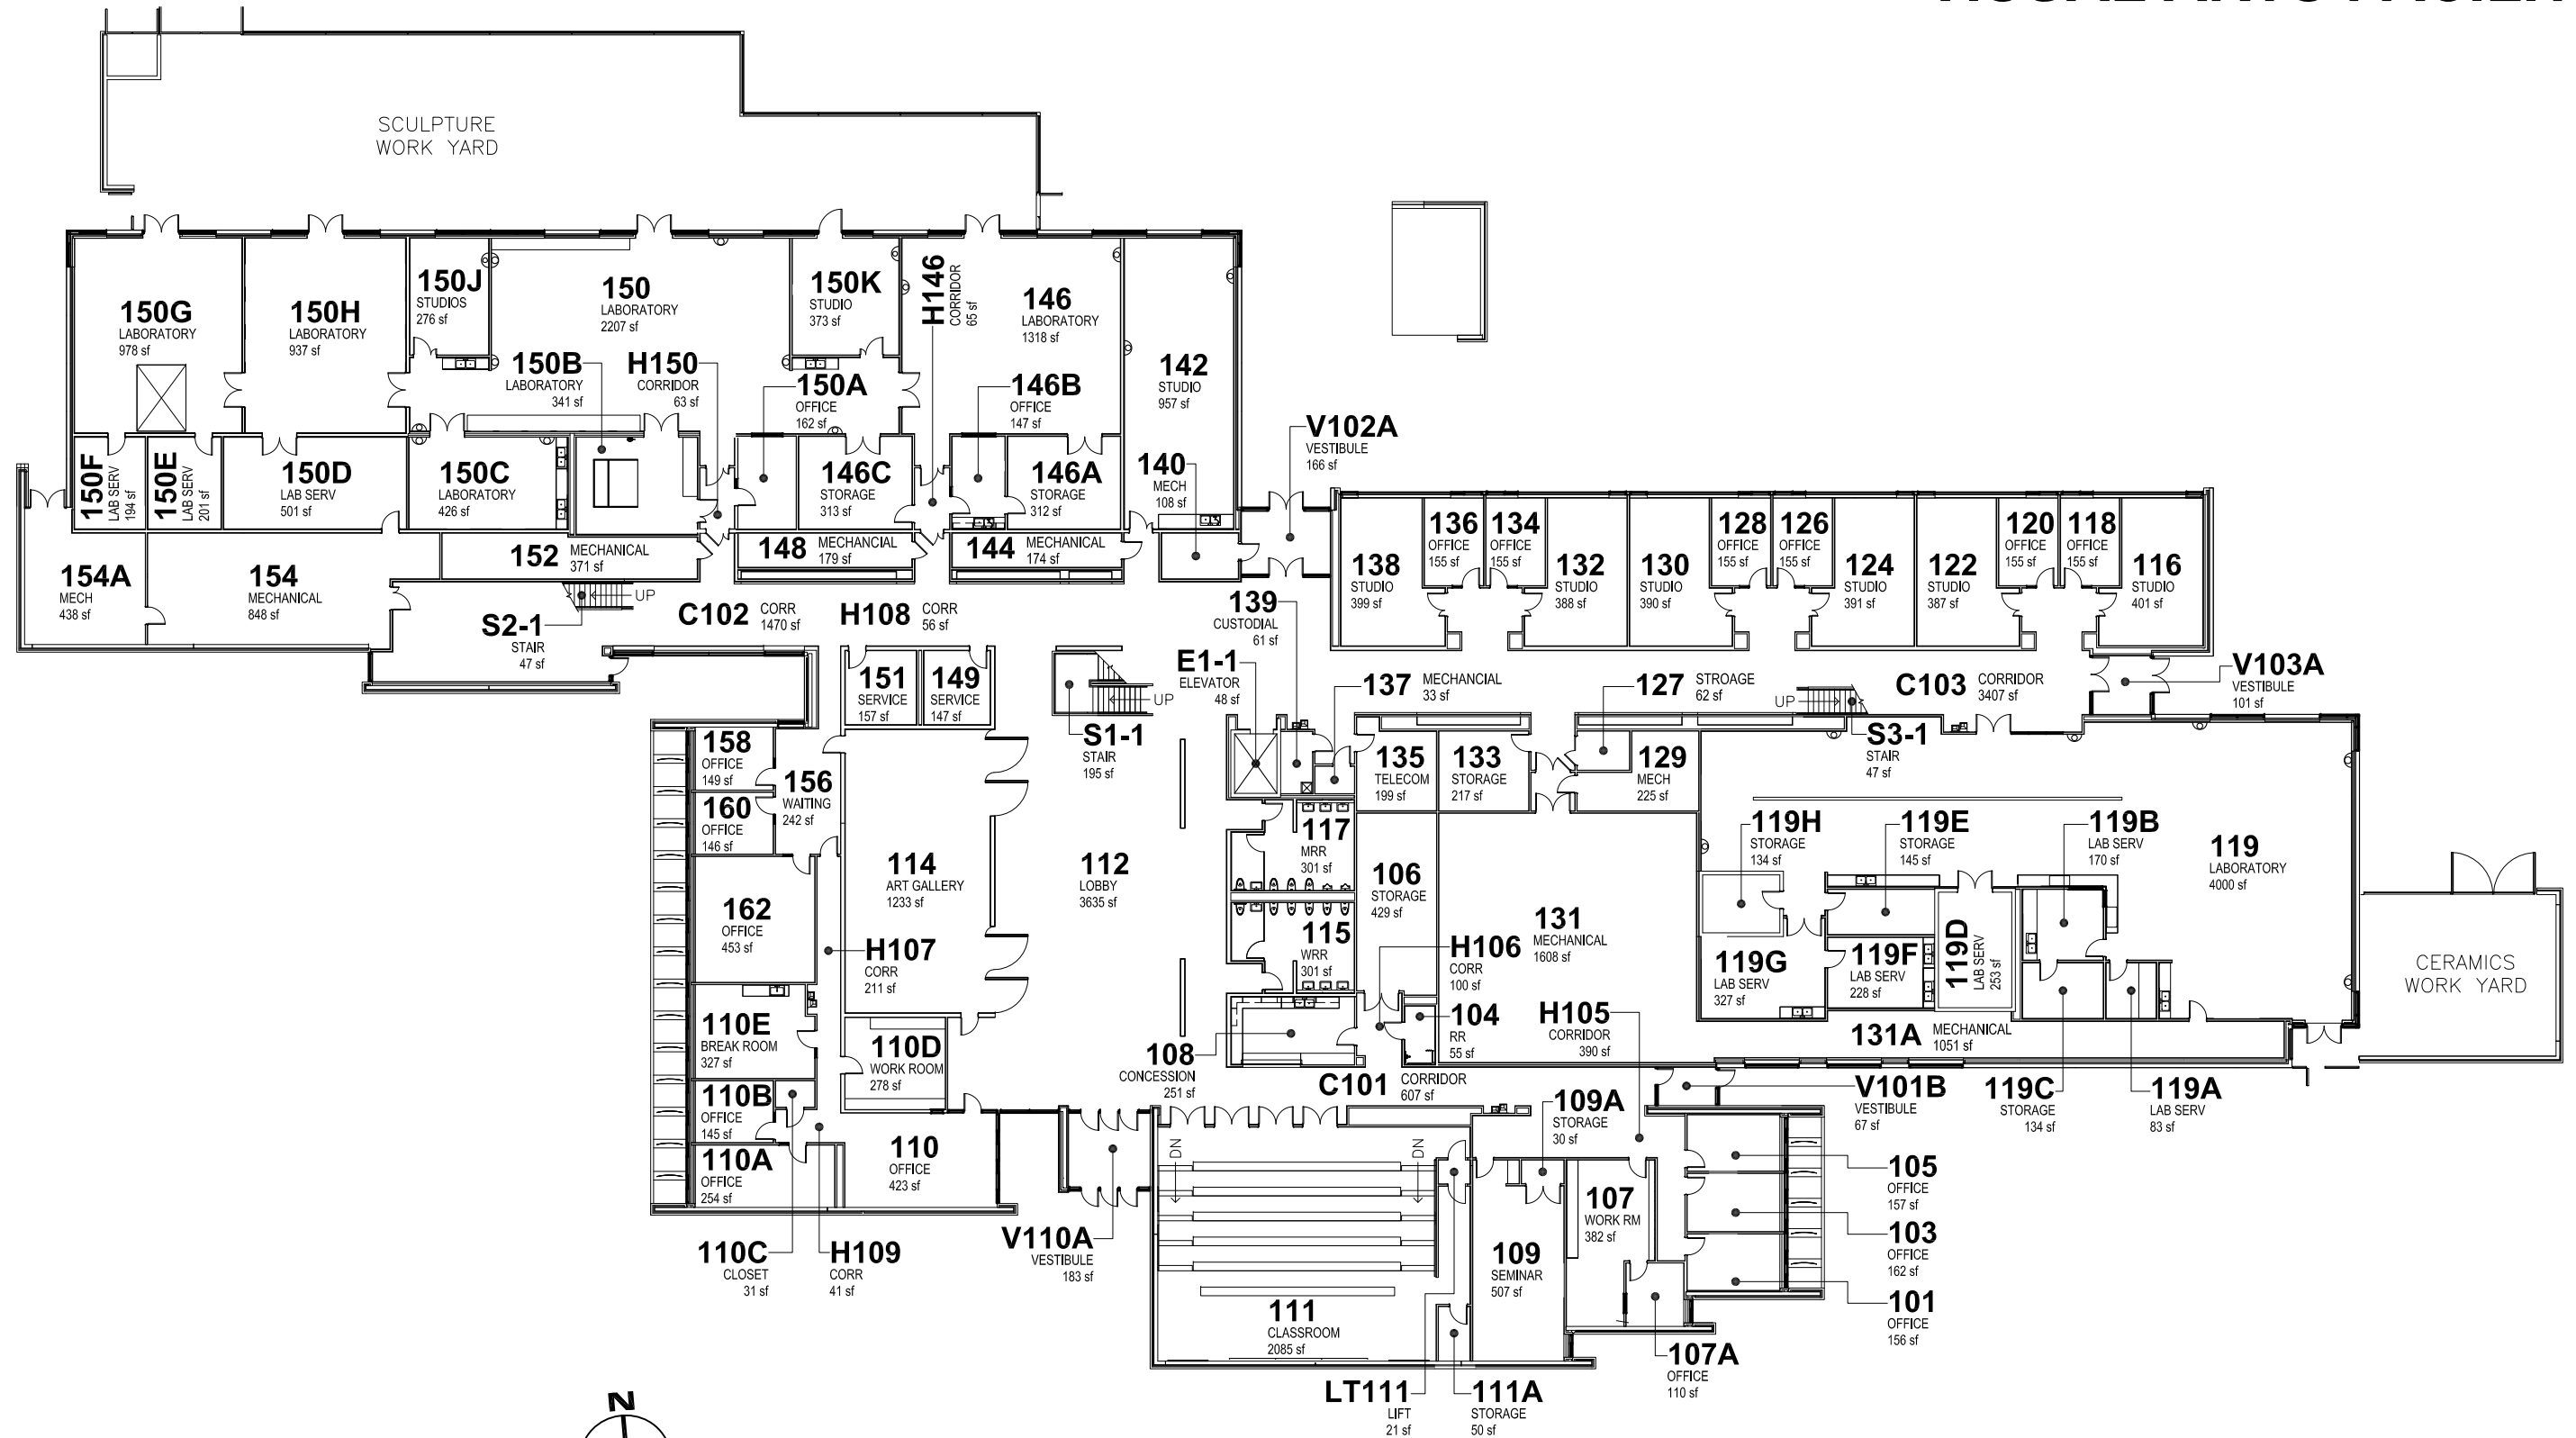 SCULPTURE
WORK YARD
150G
LABORATORY
978 sf
150H
LABORATORY
937 sf
150J
STUDIOS
276 sf
150
LABORATORY
2207 sf
150K
STUDIO
373 sf
H146
CORRIDOR
65 sf
146
LABORATORY
1318 sf
142
STUDIO
957 sf
150B
LABORATORY
341 sf
H150
CORRIDOR
63 sf
150A
OFFICE
162 sf
146B
OFFICE
147 sf
V102A
VESTIBULE
166 sf
150F
LAB SERV
194 sf
150E
LAB SERV
201 sf
150D
LAB SERV
501 sf
150C
LABORATORY
426 sf
146C
STORAGE
313 sf
146A
STORAGE
312 sf
140
MECH
108 sf
154A
MECH
438 sf
154
MECHANICAL
848 sf
152 MECHANICAL
371 sf
148 MECHANCIAL
179 sf
144 MECHANICAL
174 sf
138
STUDIO
399 sf
136
OFFICE
155 sf
134
OFFICE
155 sf
132
STUDIO
388 sf
130
STUDIO
390 sf
128
OFFICE
155 sf
126
OFFICE
155 sf
124
STUDIO
391 sf
122
STUDIO
387 sf
120
OFFICE
155 sf
118
OFFICE
155 sf
116
STUDIO
401 sf
UP
S2-1
STAIR
47 sf
C102 CORR
1470 sf
H108 CORR
56 sf
139
CUSTODIAL
61 sf
E1-1
ELEVATOR
48 sf
151
SERVICE
157 sf
149
SERVICE
147 sf
UP
S1-1
STAIR
195 sf
137 MECHANCIAL
33 sf
127 STROAGE
62 sf
UP
C103 CORRIDOR
3407 sf
V103A
VESTIBULE
101 sf
S3-1
STAIR
47 sf
158
OFFICE
149 sf
156
WAITING
242 sf
160
OFFICE
146 sf
135
TELECOM
199 sf
133
STORAGE
217 sf
129
MECH
225 sf
162
OFFICE
453 sf
114
ART GALLERY
1233 sf
112
LOBBY
3635 sf
117
MRR
301 sf
115
WRR
301 sf
106
STORAGE
429 sf
131
MECHANICAL
1608 sf
119H
STORAGE
134 sf
119E
STORAGE
145 sf
119B
LAB SERV
170 sf
119
LABORATORY
4000 sf
H107
CORR
211 sf
H106
CORR
100 sf
119G
LAB SERV
327 sf
119F
LAB SERV
228 sf
119D
LAB SERV
253 sf
CERAMICS
WORK YARD
110E
BREAK ROOM
327 sf
110D
WORK ROOM
278 sf
108
CONCESSION
251 sf
104
RR
55 sf
H105
CORRIDOR
390 sf
131A MECHANICAL
1051 sf
C101 CORRIDOR
607 sf
110B
OFFICE
145 sf
110A
OFFICE
254 sf
110
OFFICE
423 sf
109A
STORAGE
30 sf
V101B
VESTIBULE
67 sf
119C
STORAGE
134 sf
119A
LAB SERV
83 sf
DN
DN
105
OFFICE
157 sf
107
WORK RM
382 sf
103
OFFICE
162 sf
110C
CLOSET
31 sf
H109
CORR
41 sf
V110A
VESTIBULE
183 sf
109
SEMINAR
507 sf
101
OFFICE
156 sf
111
CLASSROOM
2085 sf
107A
OFFICE
110 sf
LT111
LIFT
21 sf
111A
STORAGE
50 sf
N